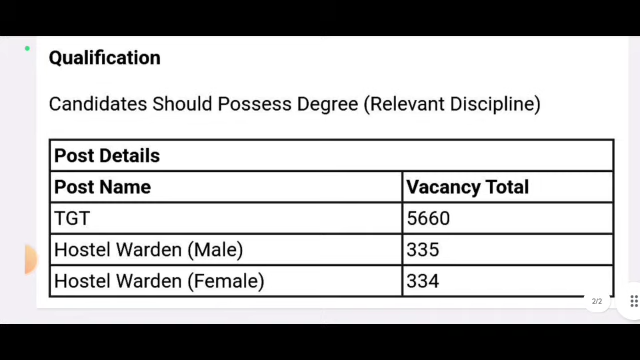 Qualification
Candidates Should Possess Degree (Relevant Discipline)
Post Details
Post Name Vacancy Total
TGT 5660
Hostel Warden (Male) 335
Hostel Warden (Female) 334
2/2